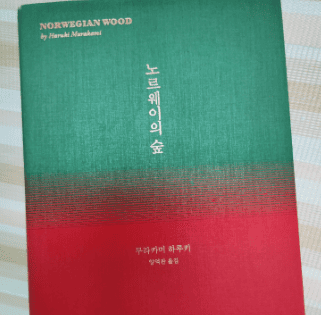 NORWEGIAN WOOD
by Haruki Murakami
노르웨이의 숲
무라카미 하루키
양억관 옮김